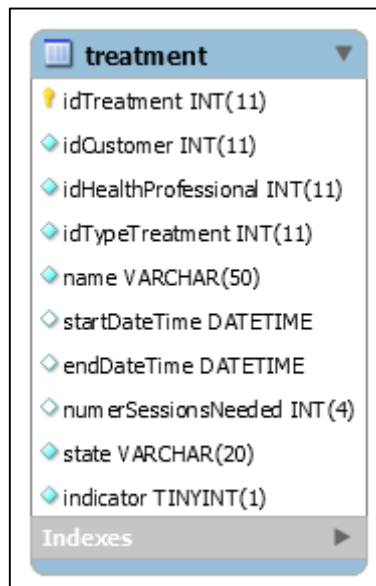 treatment
idTreatment INT(11)
idCustomer INT(11)
idHealthProfessional INT(11)
idTypeTreatment INT(11)
name VARCHAR(50)
startDateTime DATETIME
endDateTime DATETIME
numerSessionsNeeded INT(4)
state VARCHAR(20)
indicator TINYINT(1)
Indexes